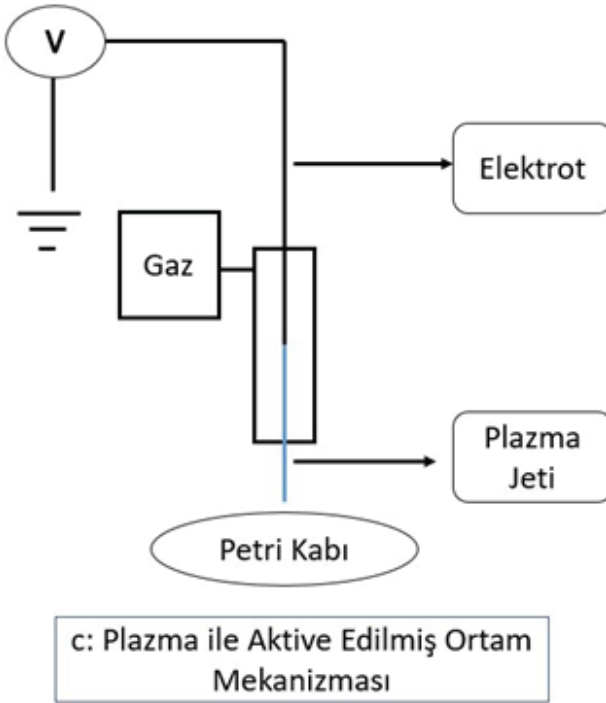 V
Elektrot
Gaz
Plazma
Jeti
Petri Kabı
c: Plazma ile Aktive Edilmiş Ortam
Mekanizması